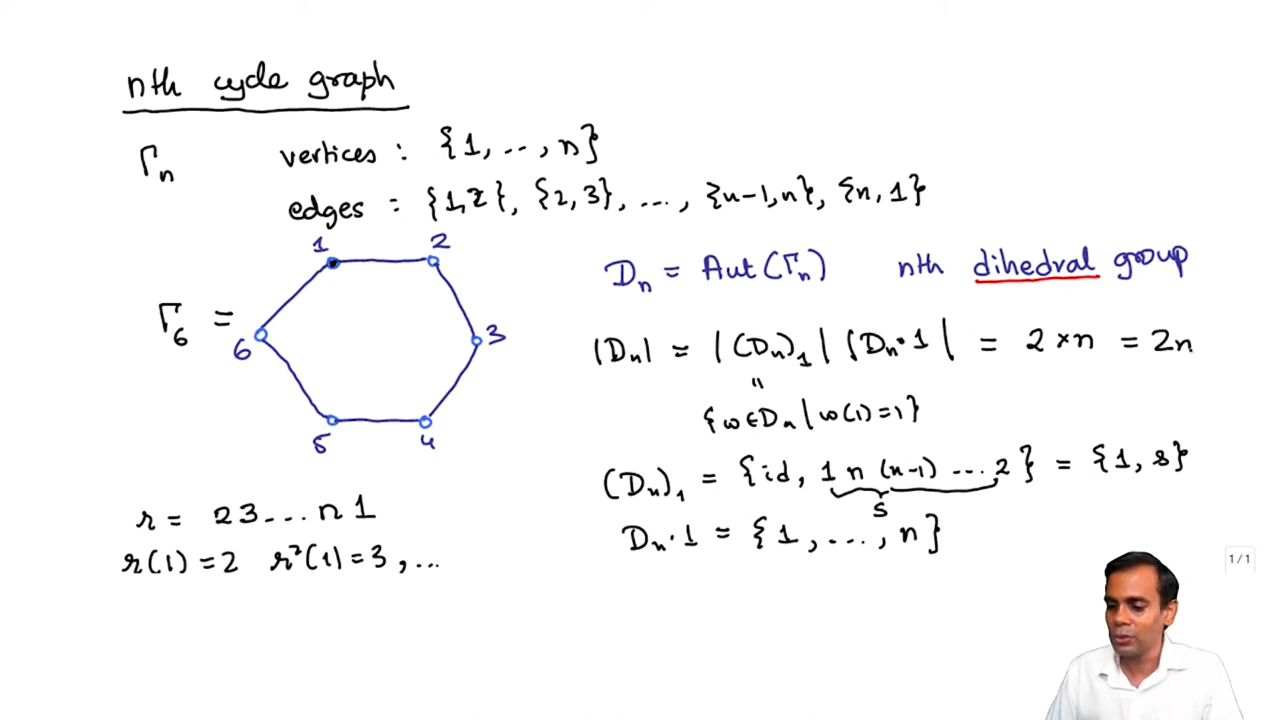 nth cycle graph
Γn vertices : {1, .., n}
edges = {1,2}, {2,3}, ..., {n-1,n}, {n,1}
1 2
Dn = Aut(Γn) nth dihedral group
Γ6 =
6 3
5 4
|Dn| = |(Dn)1| |Dn·1| = 2 × n = 2n
"
{w∈Dn | w(1)=1}
(Dn)1 = {id, 1 n (n-1) ... 2} = {1, s}
s
Dn·1 = {1, ..., n}
r = 23...n 1
r(1) = 2 r²(1) = 3, ...
1/1